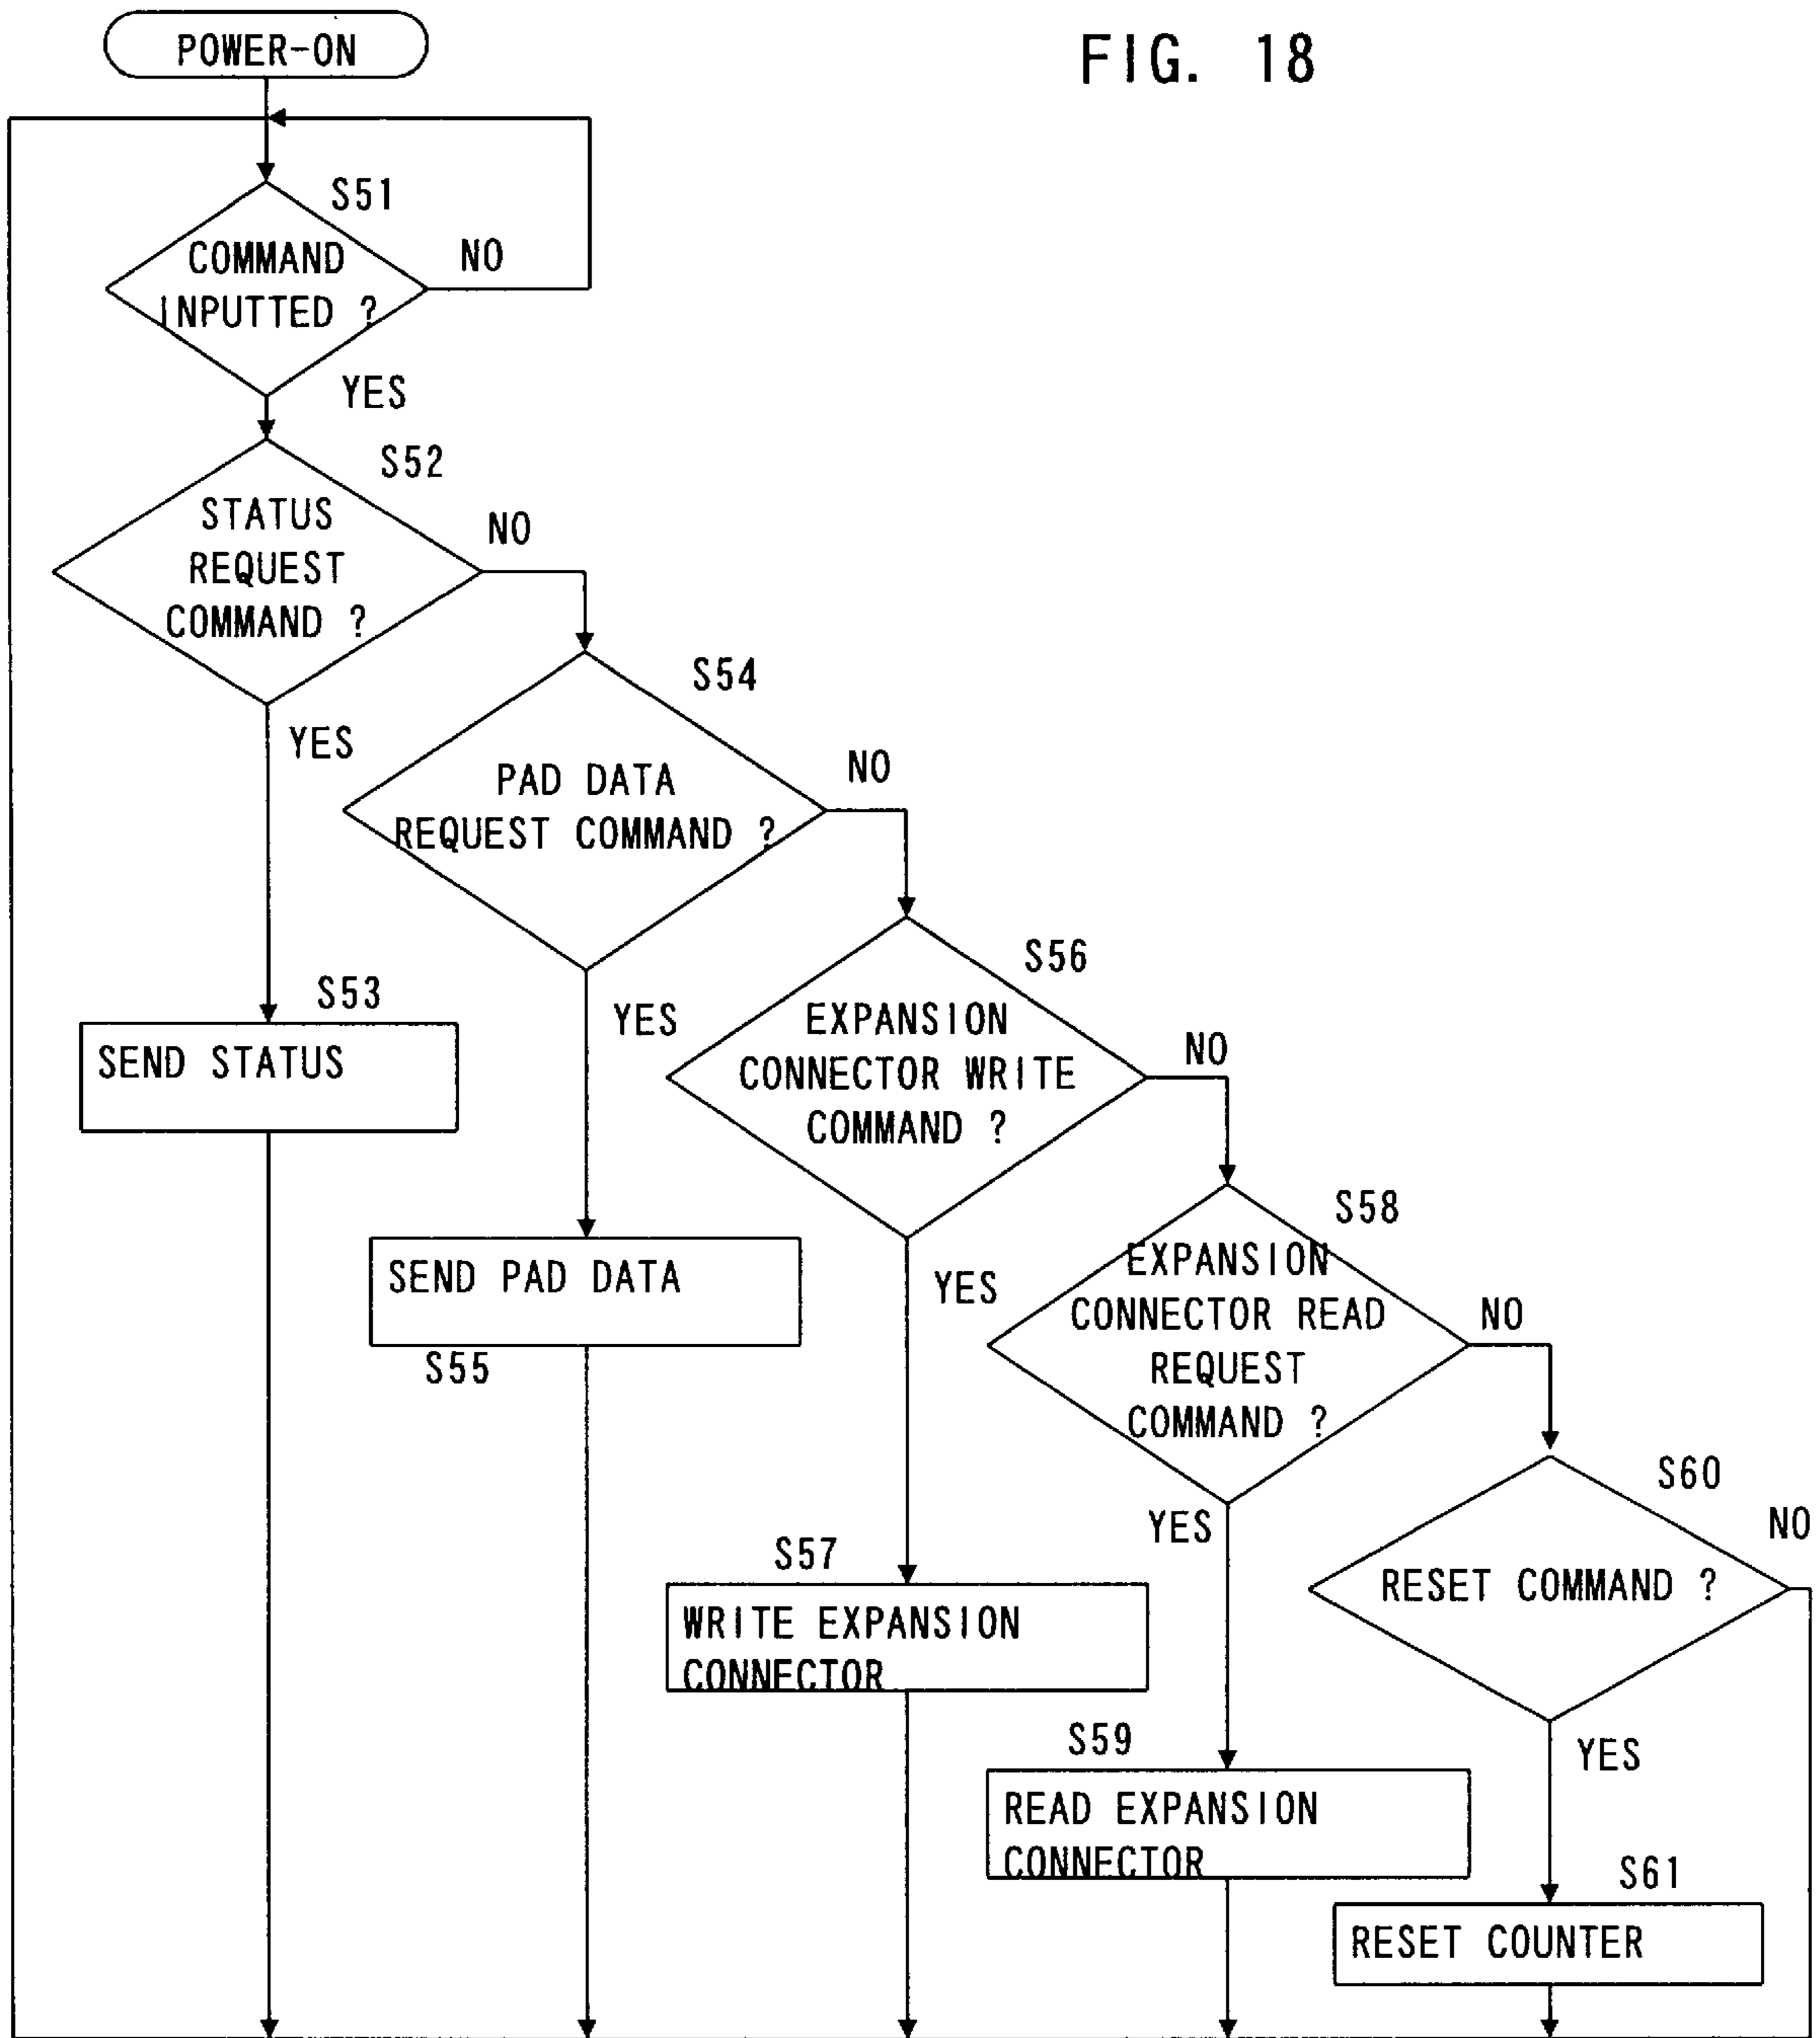 FIG. 18
POWER-ON
S51
COMMAND
INPUTTED ?
NO
YES
S52
STATUS
REQUEST
COMMAND ?
NO
YES
S53
SEND STATUS
S54
PAD DATA
REQUEST COMMAND ?
NO
YES
SEND PAD DATA
S55
S56
EXPANSION
CONNECTOR WRITE
COMMAND ?
NO
YES
S57
WRITE EXPANSION
CONNECTOR
S58
EXPANSION
CONNECTOR READ
REQUEST
COMMAND ?
NO
YES
S59
READ EXPANSION
CONNECTOR
S60
RESET COMMAND ?
NO
YES
S61
RESET COUNTER